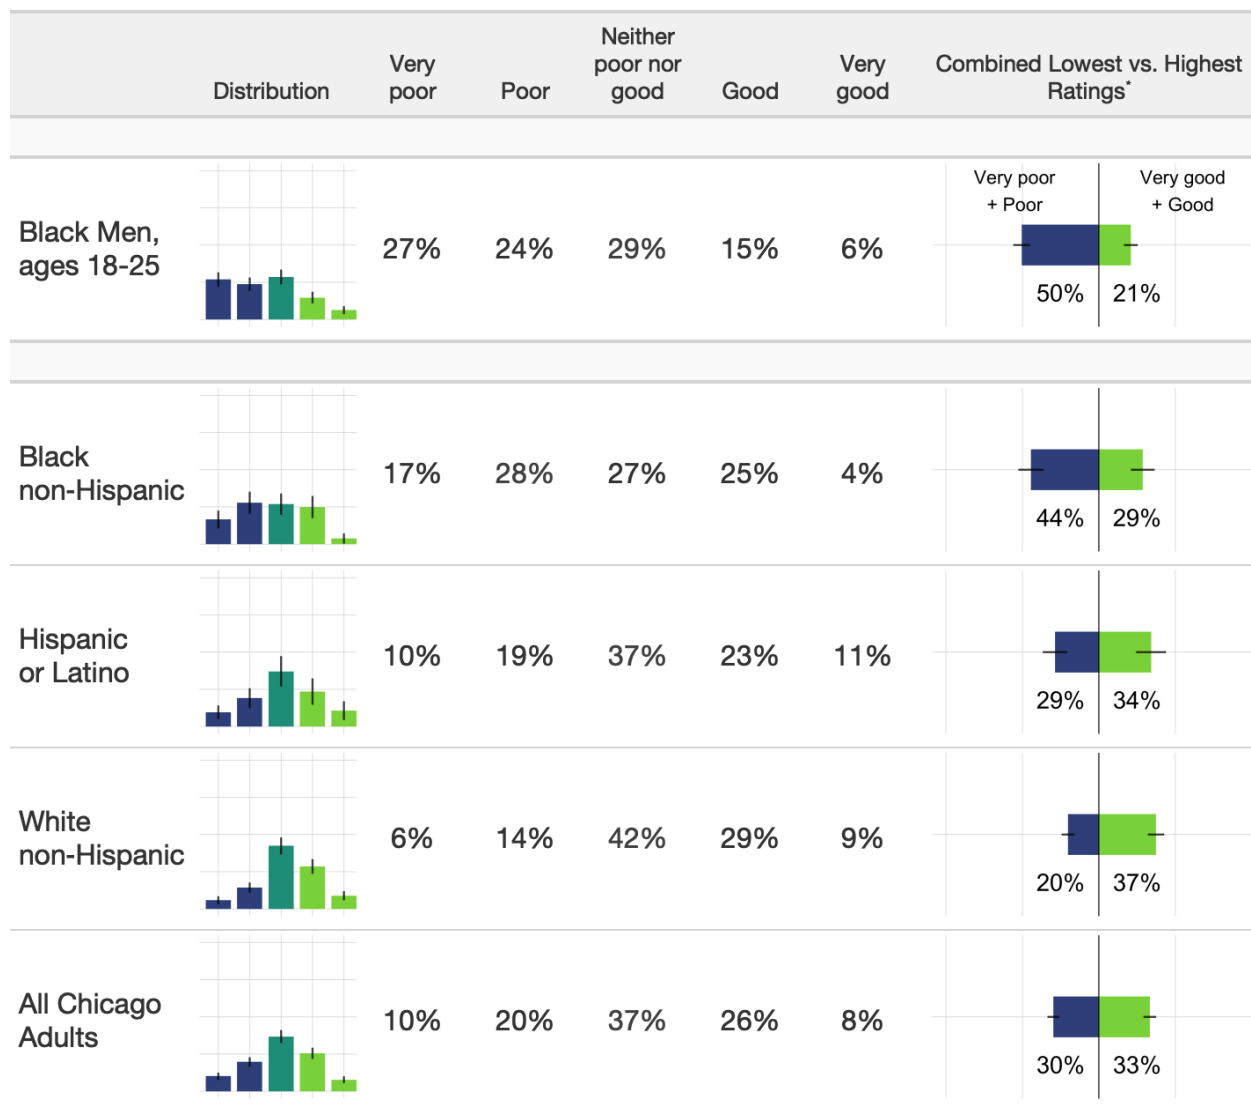 Distribution
Very
poor
Poor
Neither
poor nor
good
Good
Very
good
Combined Lowest vs. Highest
Ratings*
Black Men,
ages 18-25
27% 24% 29% 15% 6%
Very poor
+ Poor
Very good
+ Good
50% 21%
Black
non-Hispanic
17% 28% 27% 25% 4%
44% 29%
Hispanic
or Latino
10% 19% 37% 23% 11%
29% 34%
White
non-Hispanic
6% 14% 42% 29% 9%
20% 37%
All Chicago
Adults
10% 20% 37% 26% 8%
30% 33%